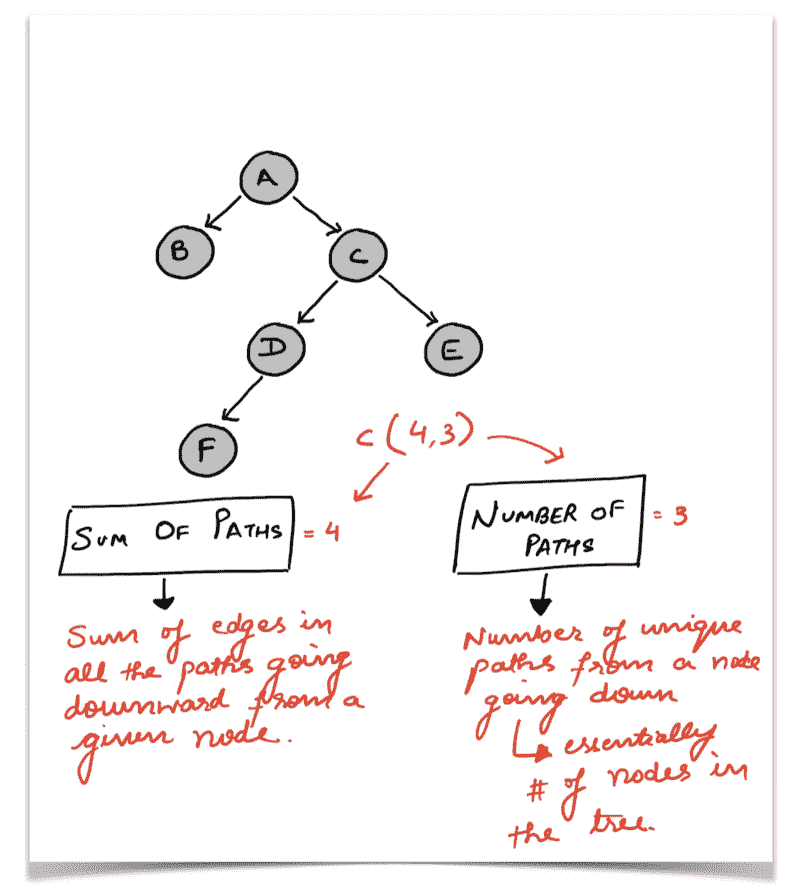 A
B
C
D
E
F
C(4,3)
SUM OF PATHS = 4
NUMBER OF
PATHS
= 3
Sum of edges in
all the paths going
downward from a
given node.
Number of unique
paths from a node
going down
essentially
# of nodes in
the tree.